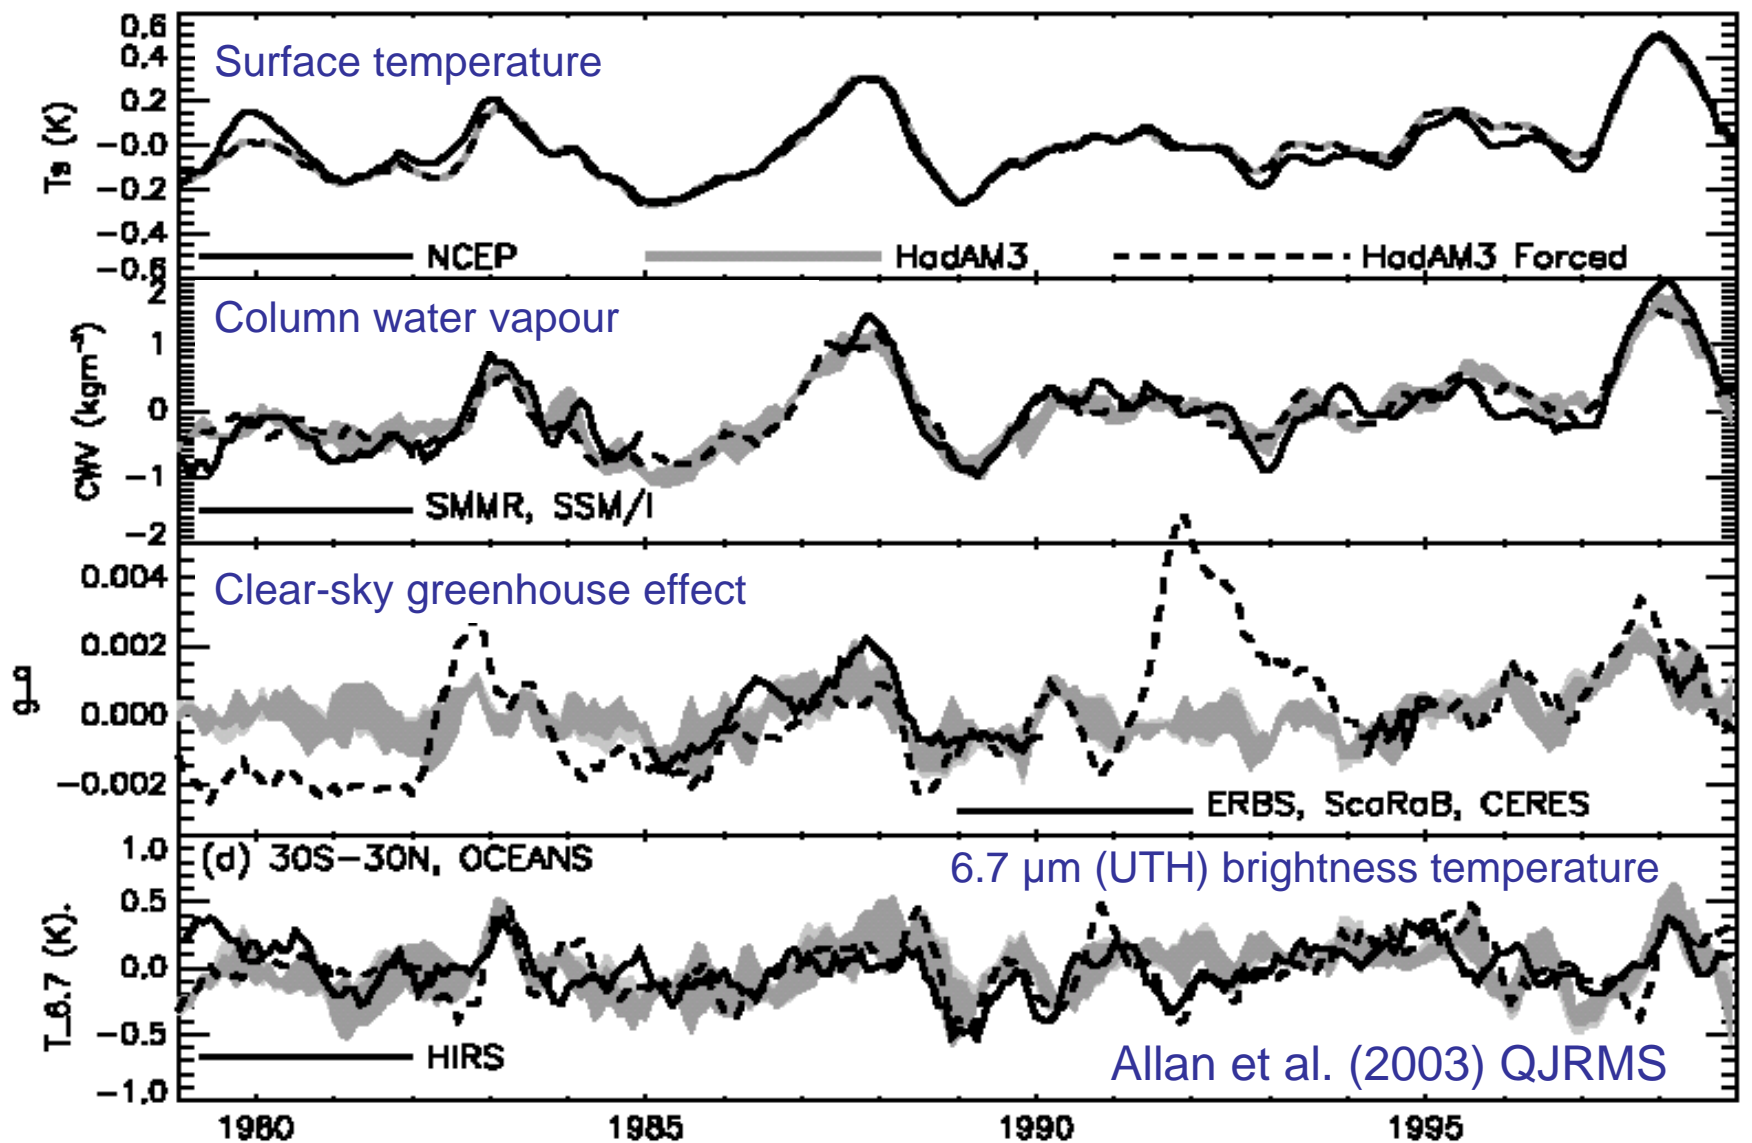 0.6
Surface temperature
0.4
0.2
Ts (K)
-0.0
-0.2
-0.4
NCEP HadAM3 HadAM3 Forced
-0.6
2
Column water vapour
1
CWV (kgm⁻²)
0
-1
SMMR, SSM/I
-2
0.004
Clear-sky greenhouse effect
0.002
g_a
0.000
-0.002
ERBS, ScaRaB, CERES
1.0
(d) 30S-30N, OCEANS
6.7 µm (UTH) brightness temperature
0.5
T_6.7 (K).
0.0
-0.5
HIRS
Allan et al. (2003) QJRMS
-1.0
1980 1985 1990 1995